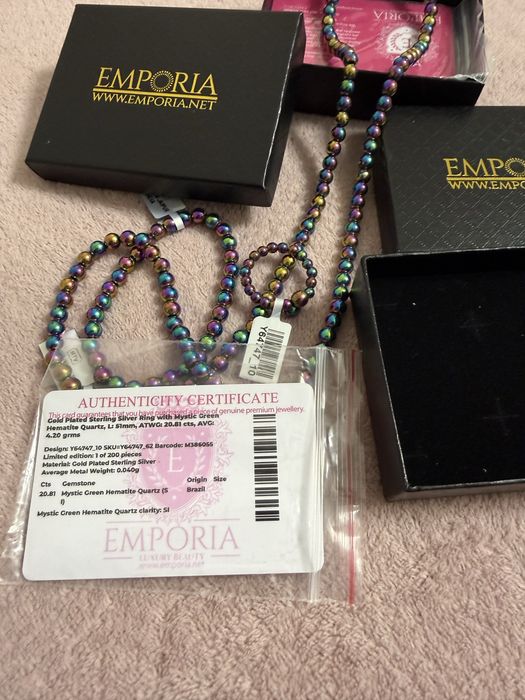 EMPORIA
WWW.EMPORIA.NET
EMPORIA
EMPO
WWW.EM
Y64747_10
AUTHENTICITY CERTIFICATE
This card guarantees that you have purchased a piece of genuine premium jewellery.
Gold Plated Sterling Silver Ring with Mystic Green
Hematite Quartz, L: 51mm, ATWG: 20.81 cts, AVG:
4.20 grms
Design: Y64747_10 SKU=Y64747_62 Barcode: M386055
Limited edition: 1 of 200 pieces
Material: Gold Plated Sterling Silver
Average Metal Weight: 0.040g
Cts Gemstone Origin Size
20.81 Mystic Green Hematite Quartz (S Brazil
I)
Mystic Green Hematite Quartz clarity: SI
E
EMPORIA
LUXURY BEAUTY
www.emporia.net